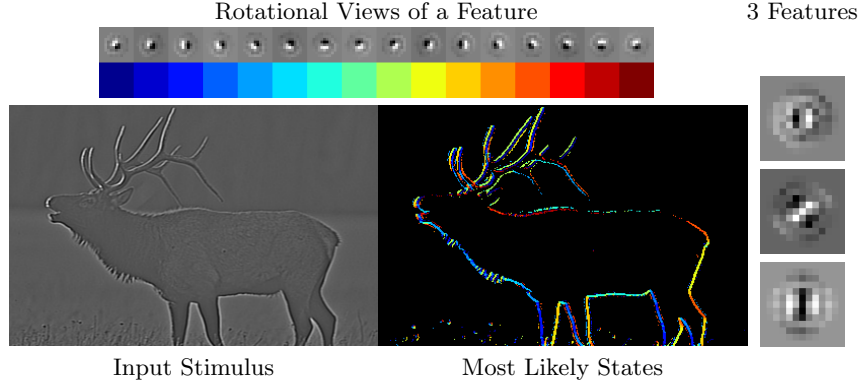 Rotational Views of a Feature
3 Features
Input Stimulus
Most Likely States